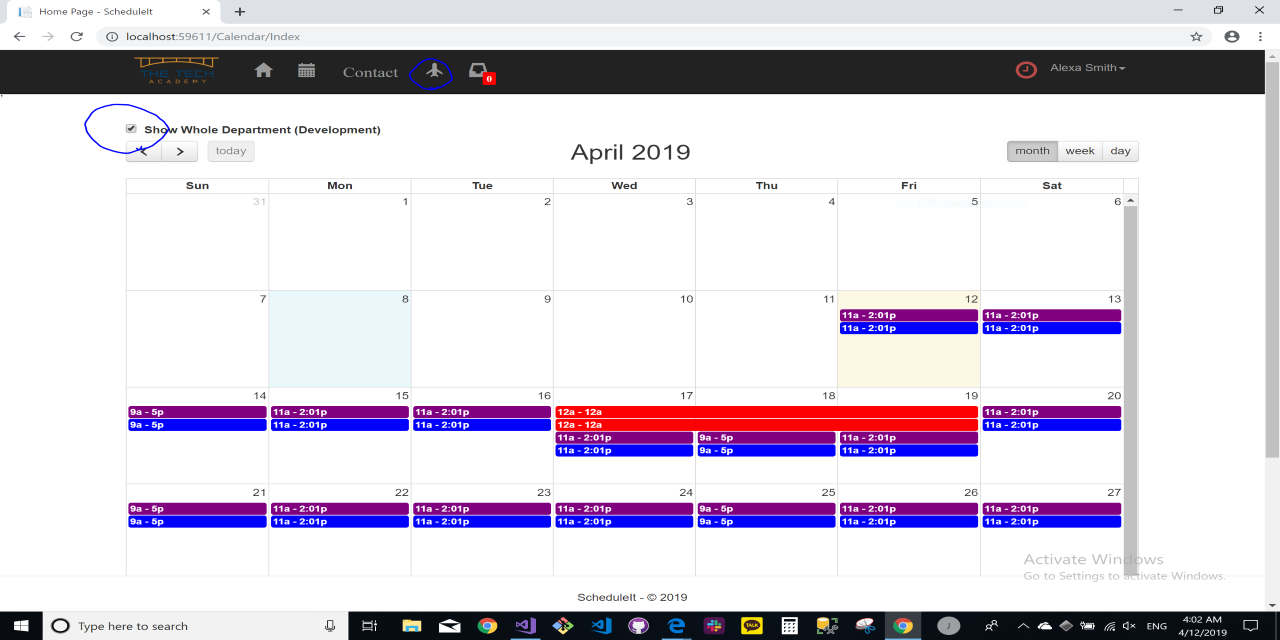 Home Page - ScheduleIt
localhost:59611/Calendar/Index
THE TECH
ACADEMY
Contact
0
Alexa Smith
Show Whole Department (Development)
today
April 2019
month week day
Sun Mon Tue Wed Thu Fri Sat
31 1 2 3 4 5 6
7 8 9 10 11 12 13
11a - 2:01p 11a - 2:01p
11a - 2:01p 11a - 2:01p
14 15 16 17 18 19 20
9a - 5p 11a - 2:01p 11a - 2:01p 12a - 12a 11a - 2:01p
9a - 5p 11a - 2:01p 11a - 2:01p 12a - 12a 11a - 2:01p
11a - 2:01p 9a - 5p 11a - 2:01p
11a - 2:01p 9a - 5p 11a - 2:01p
21 22 23 24 25 26 27
9a - 5p 11a - 2:01p 11a - 2:01p 11a - 2:01p 9a - 5p 11a - 2:01p 11a - 2:01p
9a - 5p 11a - 2:01p 11a - 2:01p 11a - 2:01p 9a - 5p 11a - 2:01p 11a - 2:01p
Activate Windows
Go to Settings to activate Windows.
ScheduleIt - © 2019
Type here to search
TALK
J
ENG
4:02 AM
4/12/2019